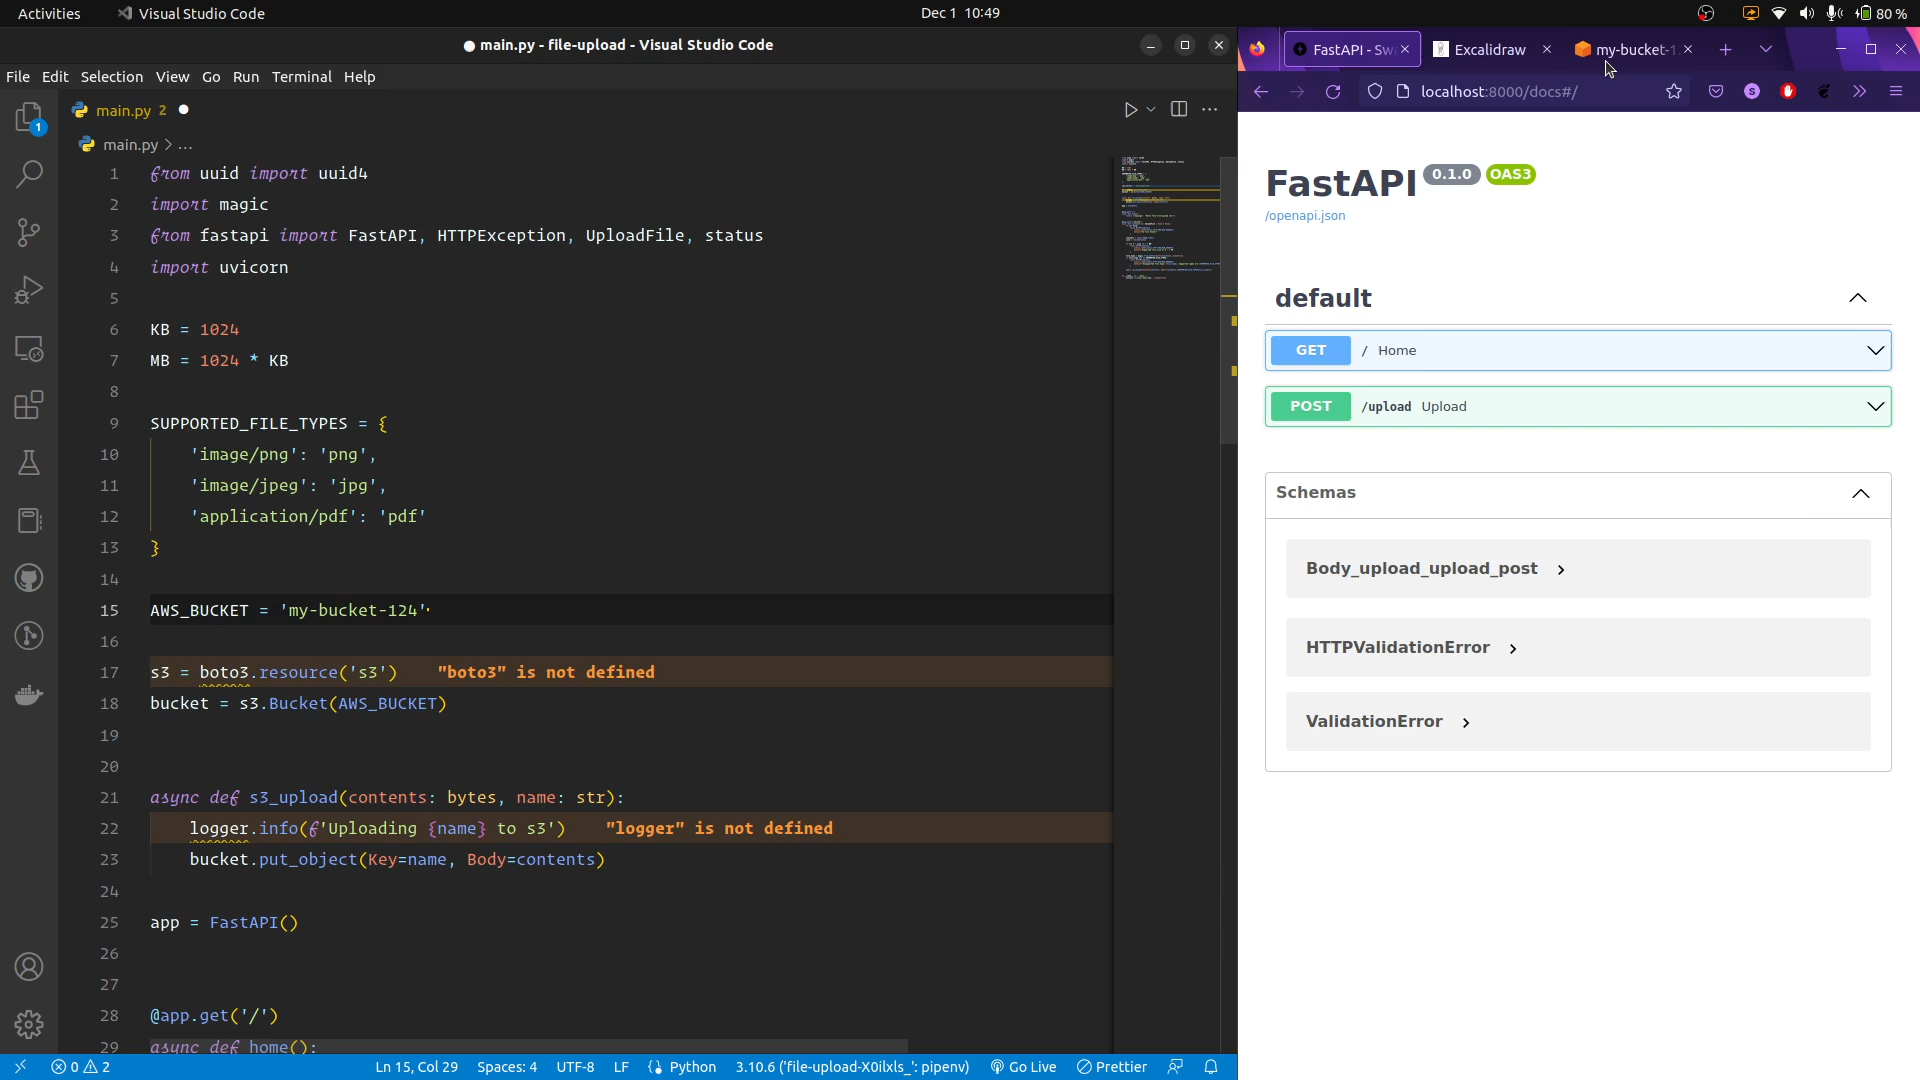 Activities
Visual Studio Code
Dec 1 10:49
80 %
main.py - file-upload - Visual Studio Code
File Edit Selection View Go Run Terminal Help
main.py 2
main.py > ...
1 from uuid import uuid4
2 import magic
3 from fastapi import FastAPI, HTTPException, UploadFile, status
4 import uvicorn
5
6 KB = 1024
7 MB = 1024 * KB
8
9 SUPPORTED_FILE_TYPES = {
10 'image/png': 'png',
11 'image/jpeg': 'jpg',
12 'application/pdf': 'pdf'
13 }
14
15 AWS_BUCKET = 'my-bucket-124'
16
17 s3 = boto3.resource('s3') "boto3" is not defined
18 bucket = s3.Bucket(AWS_BUCKET)
19
20
21 async def s3_upload(contents: bytes, name: str):
22 logger.info(f'Uploading {name} to s3') "logger" is not defined
23 bucket.put_object(Key=name, Body=contents)
24
25 app = FastAPI()
26
27
28 @app.get('/')
29 async def home():
1
0 2
Ln 15, Col 29 Spaces: 4 UTF-8 LF Python 3.10.6 ('file-upload-X0ilxls_': pipenv) Go Live Prettier
FastAPI - Sw
Excalidraw
my-bucket-1
localhost:8000/docs#/
FastAPI 0.1.0 OAS3
/openapi.json
default
GET / Home
POST /upload Upload
Schemas
Body_upload_upload_post >
HTTPValidationError >
ValidationError >